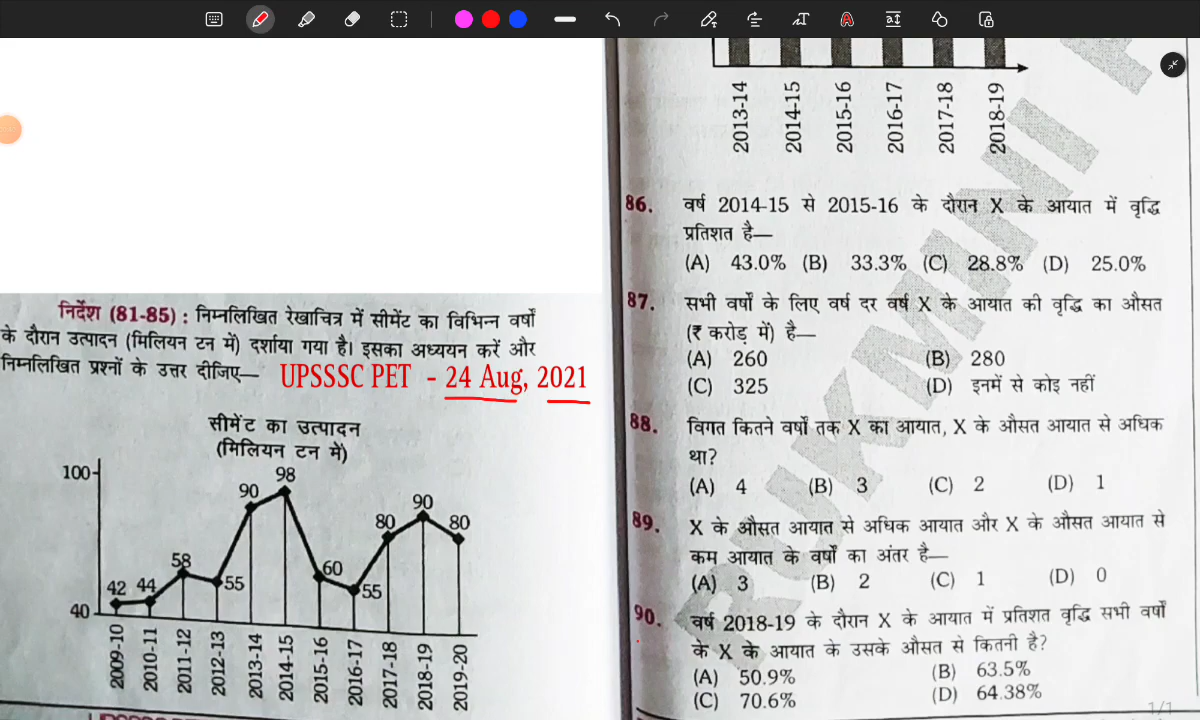 निर्देश (81-85) : निम्नलिखित रेखाचित्र में सीमेंट का विभिन्न वर्षों
के दौरान उत्पादन (मिलियन टन में) दर्शाया गया है। इसका अध्ययन करें और
निम्नलिखित प्रश्नों के उत्तर दीजिए—
UPSSSC PET - 24 Aug, 2021
सीमेंट का उत्पादन
(मिलियन टन में)
100
98
90
90
80
80
58
60
55
55
42
44
40
2009-10
2010-11
2011-12
2012-13
2013-14
2014-15
2015-16
2016-17
2017-18
2018-19
2019-20
2013-14
2014-15
2015-16
2016-17
2017-18
2018-19
86. वर्ष 2014-15 से 2015-16 के दौरान X के आयात में वृद्धि
प्रतिशत है—
(A) 43.0% (B) 33.3% (C) 28.8% (D) 25.0%
87. सभी वर्षों के लिए वर्ष दर वर्ष X के आयात की वृद्धि का औसत
(₹ करोड़ में) है—
(A) 260 (B) 280
(C) 325 (D) इनमें से कोइ नहीं
88. विगत कितने वर्षों तक X का आयात, X के औसत आयात से अधिक
था?
(A) 4 (B) 3 (C) 2 (D) 1
89. X के औसत आयात से अधिक आयात और X के औसत आयात से
कम आयात के वर्षों का अंतर है—
(A) 3 (B) 2 (C) 1 (D) 0
90. वर्ष 2018-19 के दौरान X के आयात में प्रतिशत वृद्धि सभी वर्षों
के X के आयात के उसके औसत से कितनी है?
(A) 50.9% (B) 63.5%
(C) 70.6% (D) 64.38%
RUKMINI
1/1